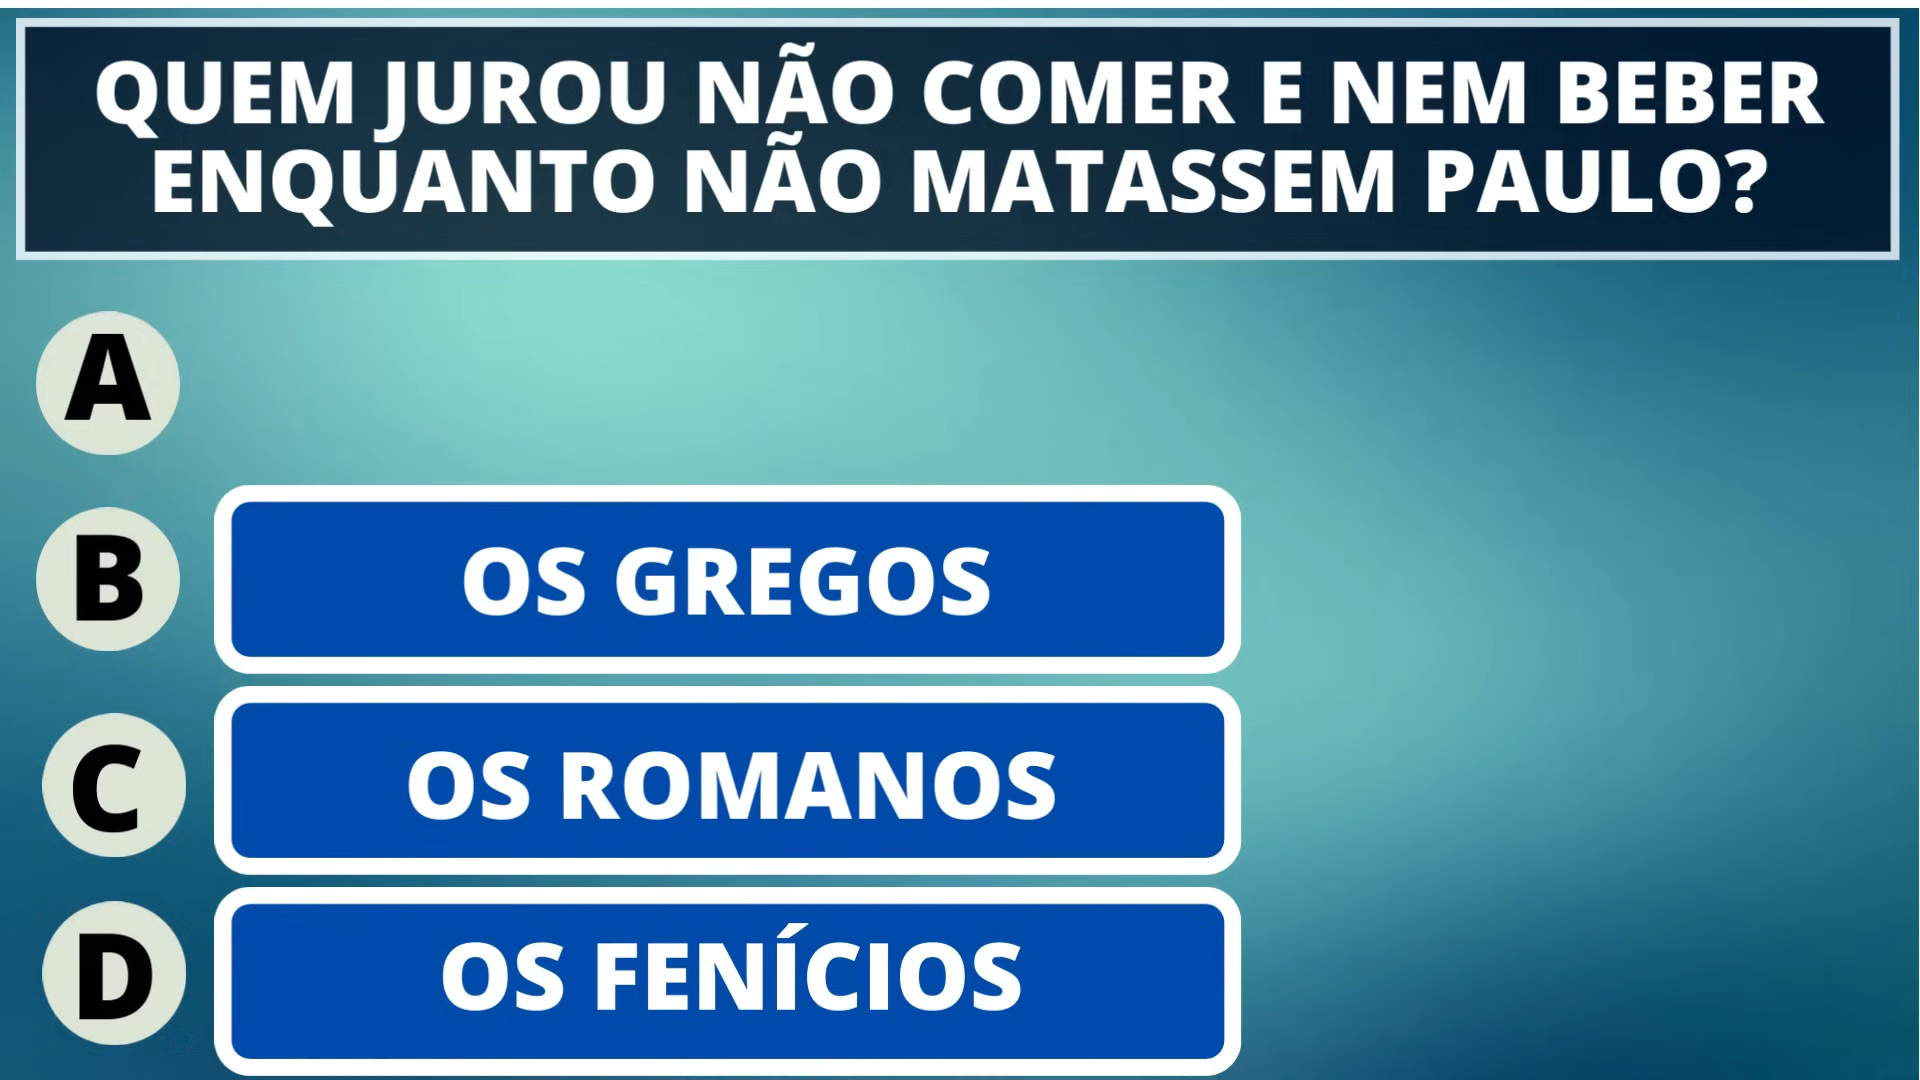 QUEM JUROU NÃO COMER E NEM BEBER
ENQUANTO NÃO MATASSEM PAULO?
A
B
OS GREGOS
C
OS ROMANOS
D
OS FENÍCIOS